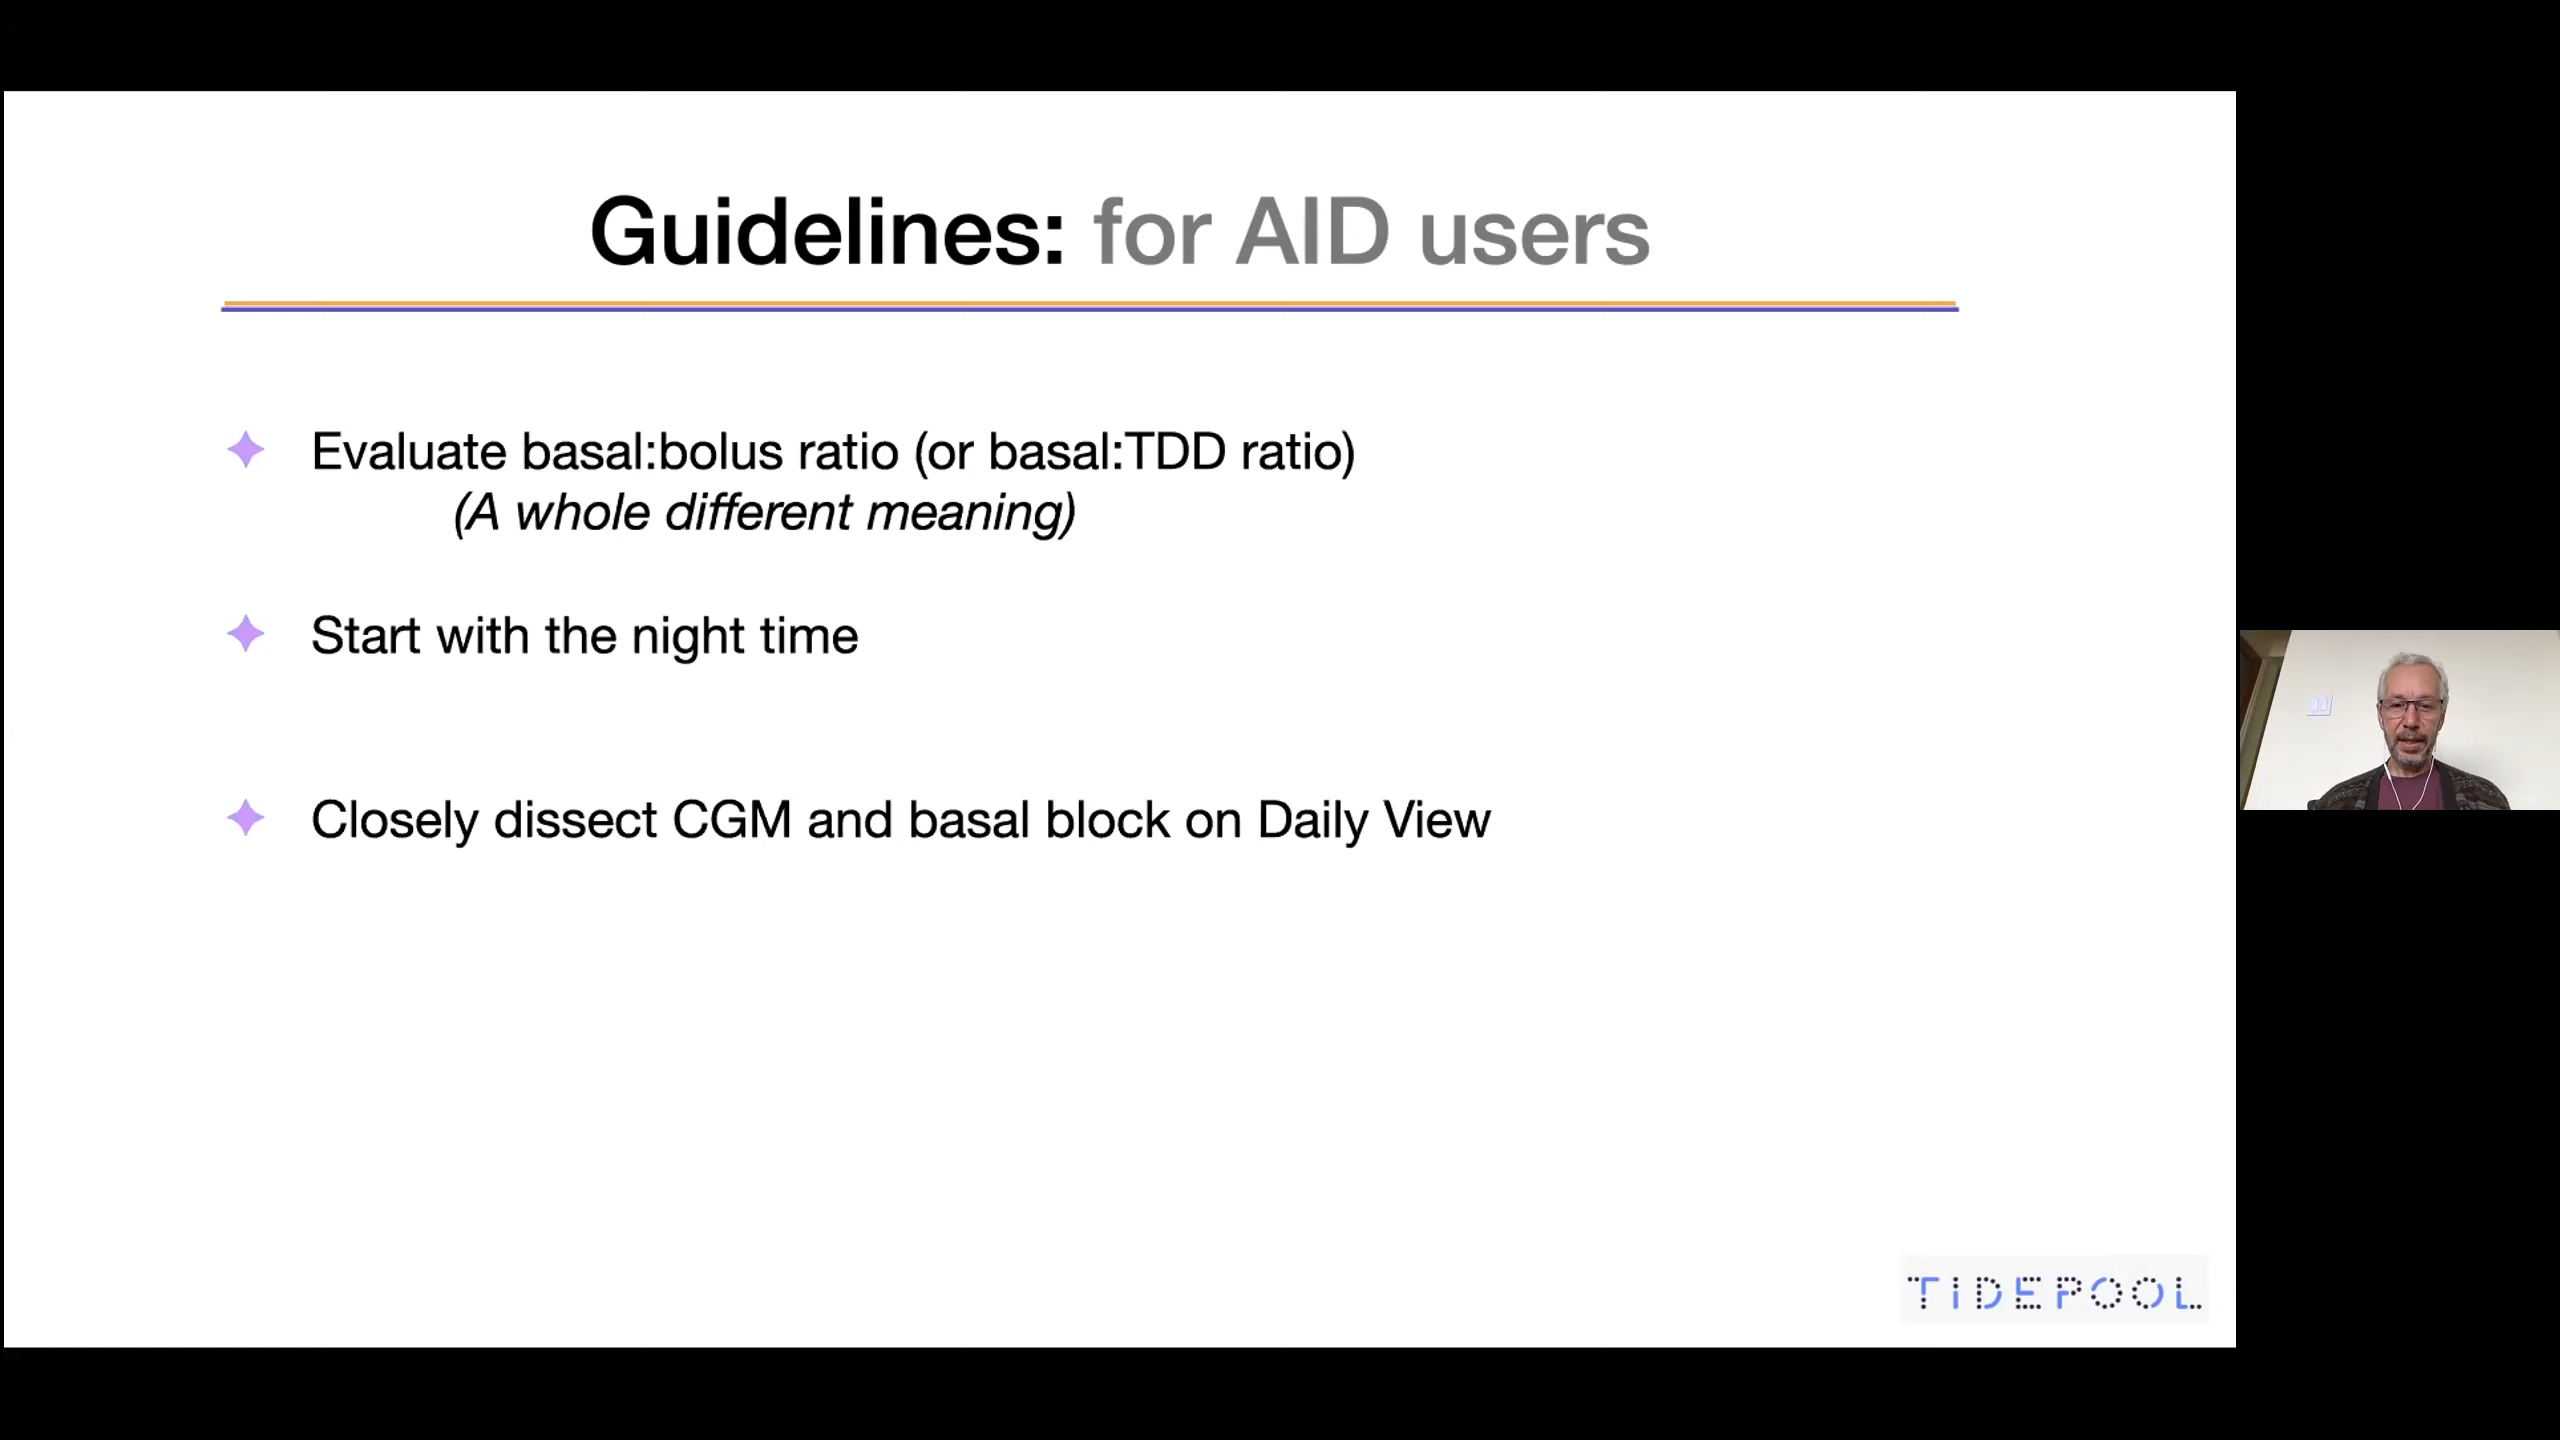 Guidelines: for AID users
Evaluate basal:bolus ratio (or basal:TDD ratio)
(A whole different meaning)
Start with the night time
Closely dissect CGM and basal block on Daily View
TIDEPOOL